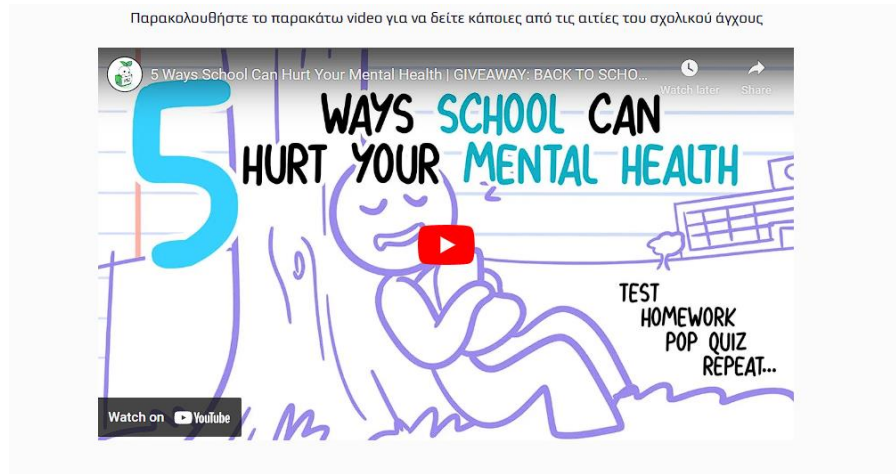 Παρακολουθήστε το παρακάτω video για να δείτε κάποιες από τις αιτίες του σχολικού άγχους
5 Ways School Can Hurt Your Mental Health | GIVEAWAY: BACK TO SCHO...
Watch later
Share
5 WAYS SCHOOL CAN
HURT YOUR MENTAL HEALTH
z
TEST
HOMEWORK
POP QUIZ
REPEAT...
Watch on YouTube